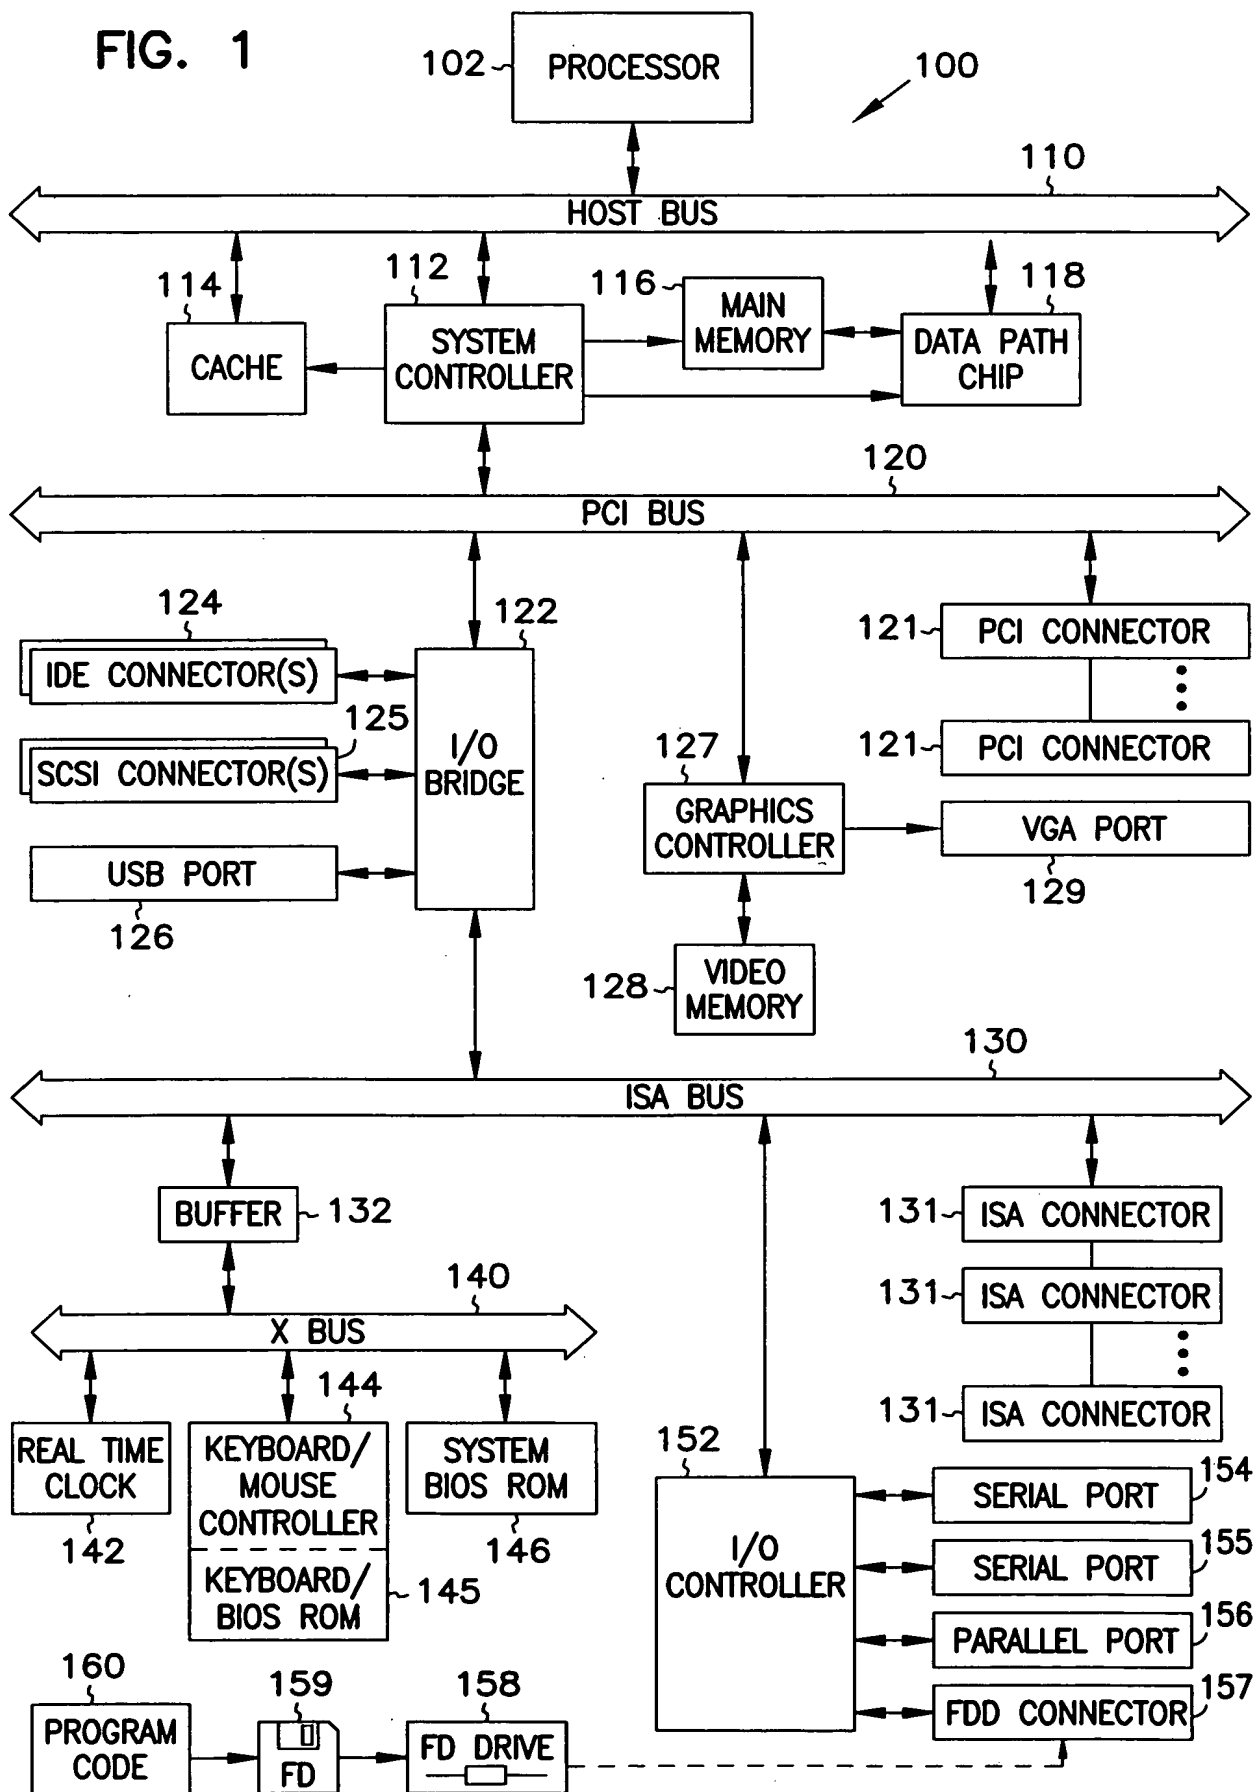 FIG. 1
102
PROCESSOR
100
110
HOST BUS
114
CACHE
112
SYSTEM
CONTROLLER
116
MAIN
MEMORY
118
DATA PATH
CHIP
120
PCI BUS
124
IDE CONNECTOR(S)
125
SCSI CONNECTOR(S)
USB PORT
126
122
I/O
BRIDGE
127
GRAPHICS
CONTROLLER
128
VIDEO
MEMORY
121
PCI CONNECTOR
121
PCI CONNECTOR
VGA PORT
129
130
ISA BUS
BUFFER
132
140
X BUS
REAL TIME
CLOCK
142
144
KEYBOARD/
MOUSE
CONTROLLER
KEYBOARD/
BIOS ROM
145
SYSTEM
BIOS ROM
146
131
ISA CONNECTOR
131
ISA CONNECTOR
131
ISA CONNECTOR
152
I/O
CONTROLLER
SERIAL PORT
154
SERIAL PORT
155
PARALLEL PORT
156
FDD CONNECTOR
157
160
PROGRAM
CODE
159
FD
158
FD DRIVE